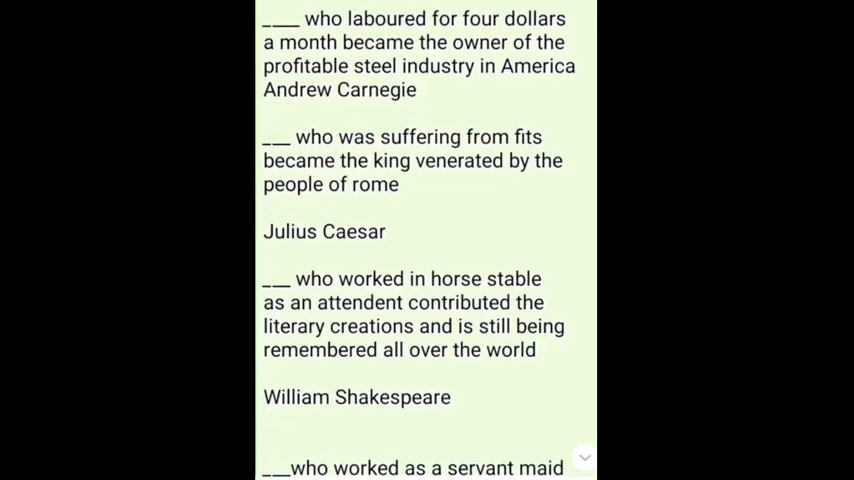 ____ who laboured for four dollars
a month became the owner of the
profitable steel industry in America
Andrew Carnegie
___ who was suffering from fits
became the king venerated by the
people of rome
Julius Caesar
___ who worked in horse stable
as an attendent contributed the
literary creations and is still being
remembered all over the world
William Shakespeare
___who worked as a servant maid